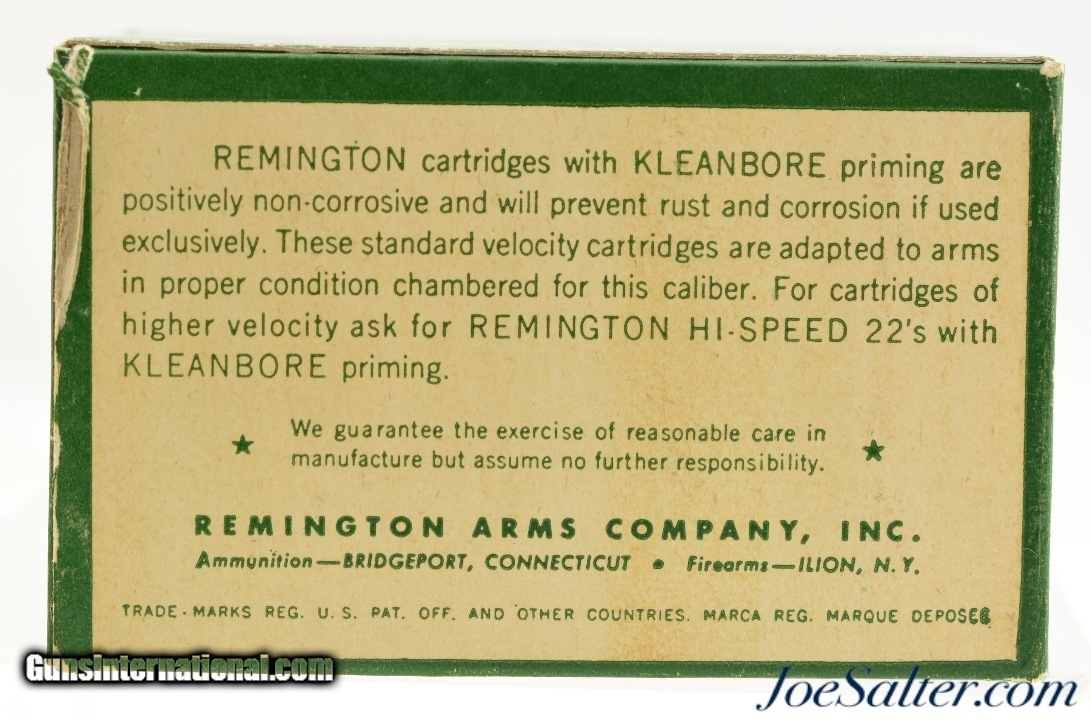 REMINGTON cartridges with KLEANBORE priming are
positively non-corrosive and will prevent rust and corrosion if used
exclusively. These standard velocity cartridges are adapted to arms
in proper condition chambered for this caliber. For cartridges of
higher velocity ask for REMINGTON HI-SPEED 22's with
KLEANBORE priming.
★ We guarantee the exercise of reasonable care in ★
manufacture but assume no further responsibility.
REMINGTON ARMS COMPANY, INC.
Ammunition—BRIDGEPORT, CONNECTICUT • Firearms—ILION, N.Y.
TRADE-MARKS REG. U.S. PAT. OFF. AND OTHER COUNTRIES. MARCA REG. MARQUE DEPOSEE
GunsInternational.com
JoeSalter.com